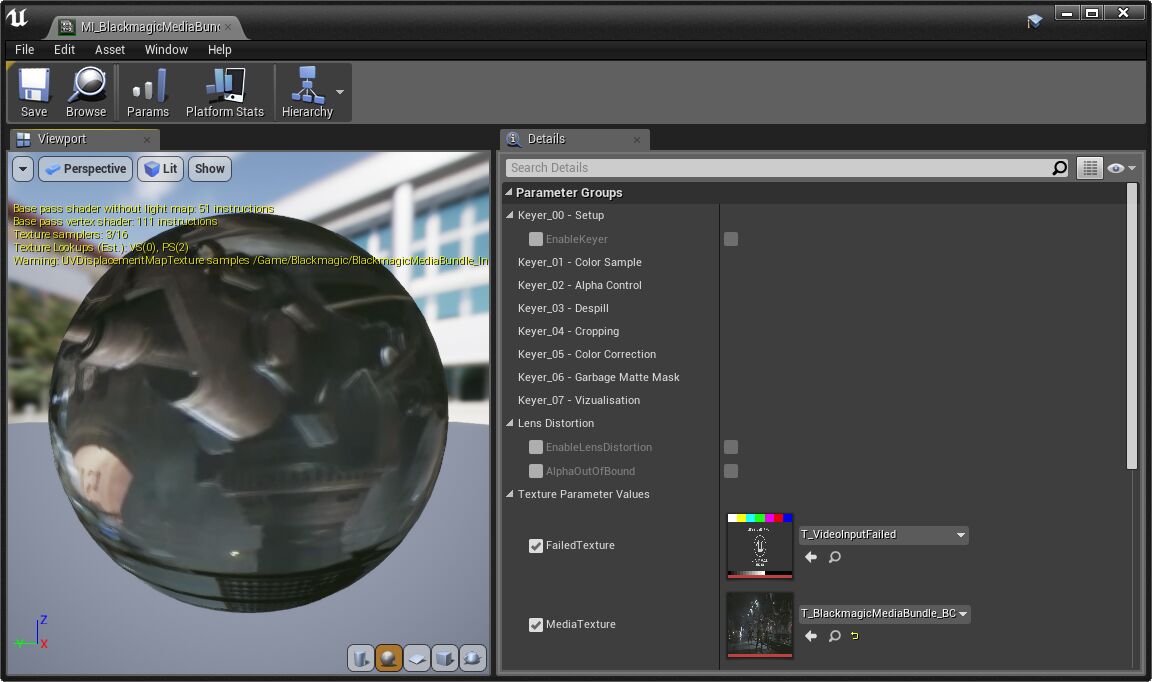 MI_BlackmagicMediaBun
File Edit Asset Window Help
Save Browse Params Platform Stats Hierarchy
Viewport
Perspective Lit Show
Base pass shader without light map: 51 instructions
Base pass vertex shader: 111 instructions
Texture samplers: 3/16
Texture Lookups (Est.): VS(0), PS(2)
Warning: UVDisplacementMapTexture samples /Game/Blackmagic/BlackmagicMediaBundle_In
Z
Y X
Details
Search Details
Parameter Groups
Keyer_00 - Setup
EnableKeyer
Keyer_01 - Color Sample
Keyer_02 - Alpha Control
Keyer_03 - Despill
Keyer_04 - Cropping
Keyer_05 - Color Correction
Keyer_06 - Garbage Matte Mask
Keyer_07 - Vizualisation
Lens Distortion
EnableLensDistortion
AlphaOutOfBound
Texture Parameter Values
FailedTexture T_VideoInputFailed
MediaTexture T_BlackmagicMediaBundle_BC